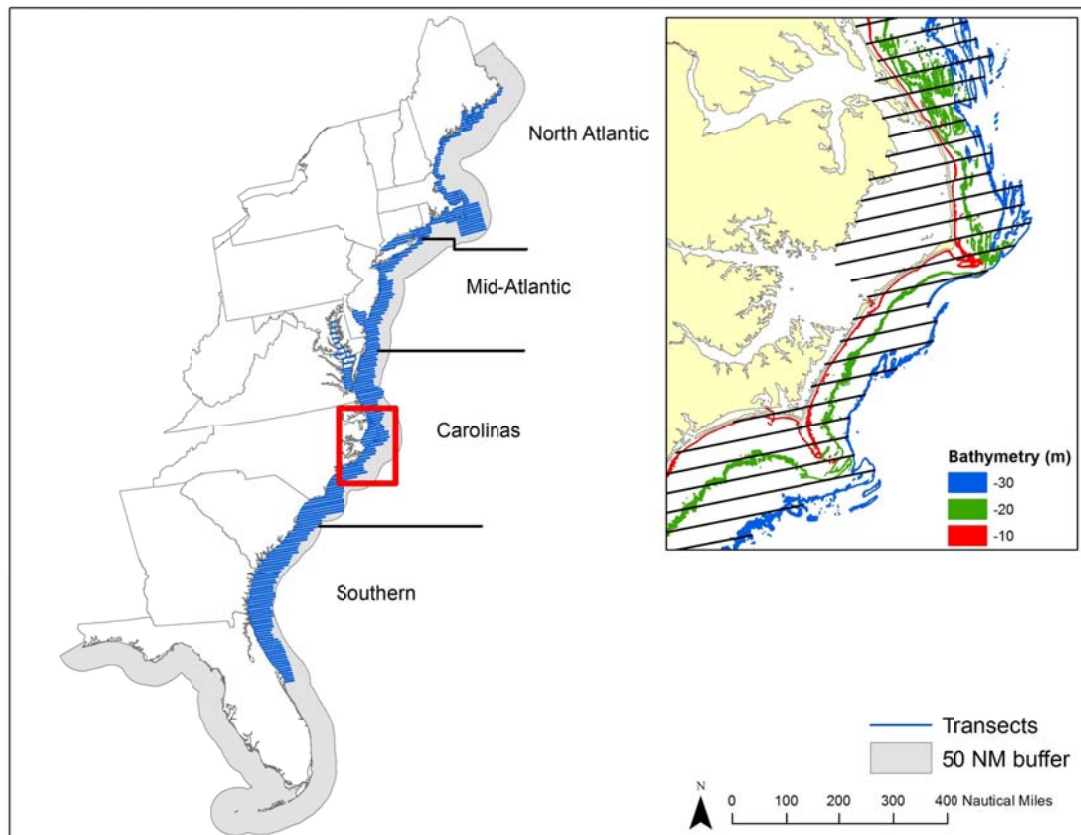 North Atlantic
Mid-Atlantic
Carolinas
Southern
Bathymetry (m)
-30
-20
-10
Transects
50 NM buffer
N
0 100 200 300 400 Nautical Miles